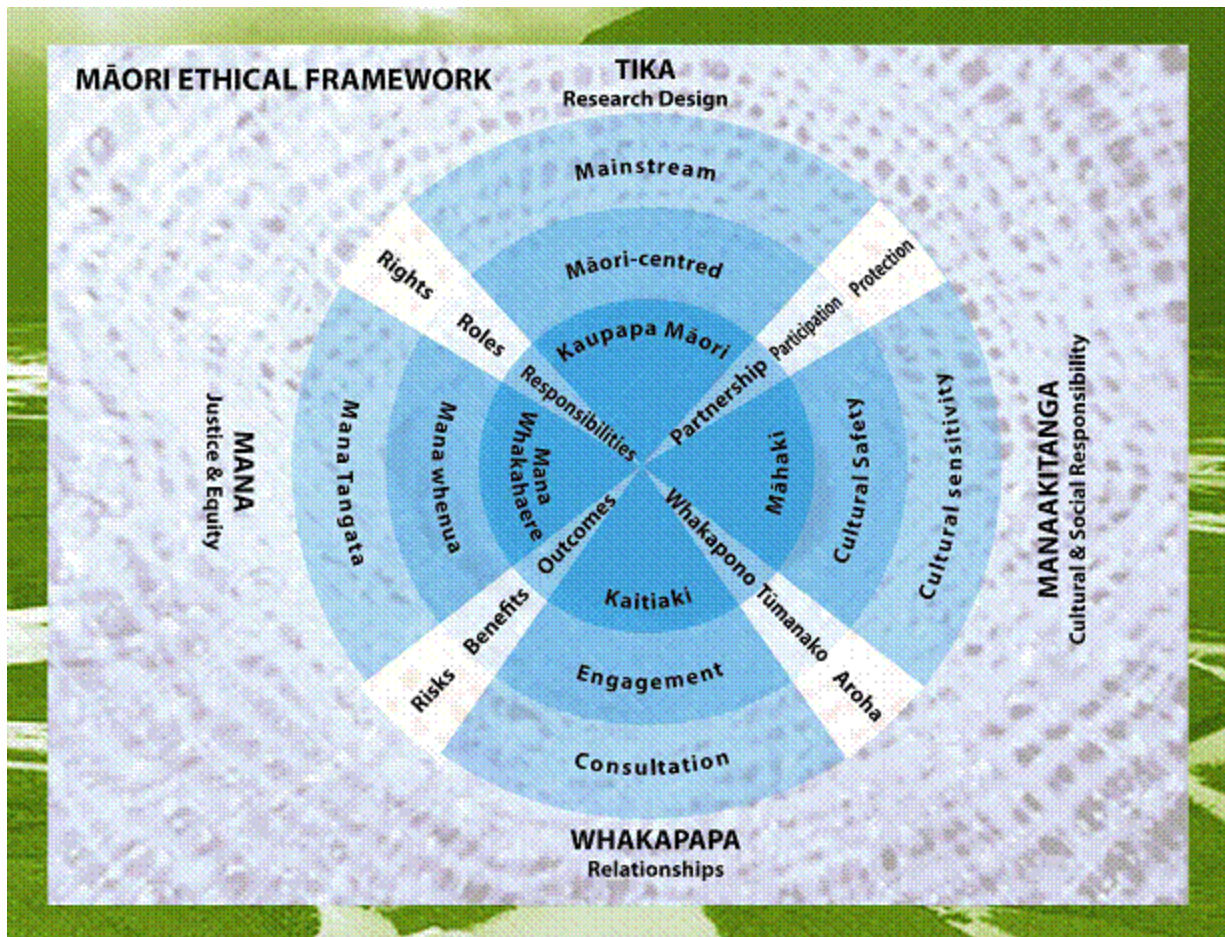 MĀORI ETHICAL FRAMEWORK
TIKA
Research Design
Mainstream
Māori-centred
Kaupapa Māori
Rights
Roles
Responsibilities
Protection
Participation
Partnership
MANA
Justice & Equity
Mana Tangata
Mana whenua
Mana
Whakahaere
Māhaki
Cultural Safety
Cultural sensitivity
MANAAKITANGA
Cultural & Social Responsibility
Outcomes
Benefits
Risks
Whakapono
Tūmanako
Aroha
Kaitiaki
Engagement
Consultation
WHAKAPAPA
Relationships